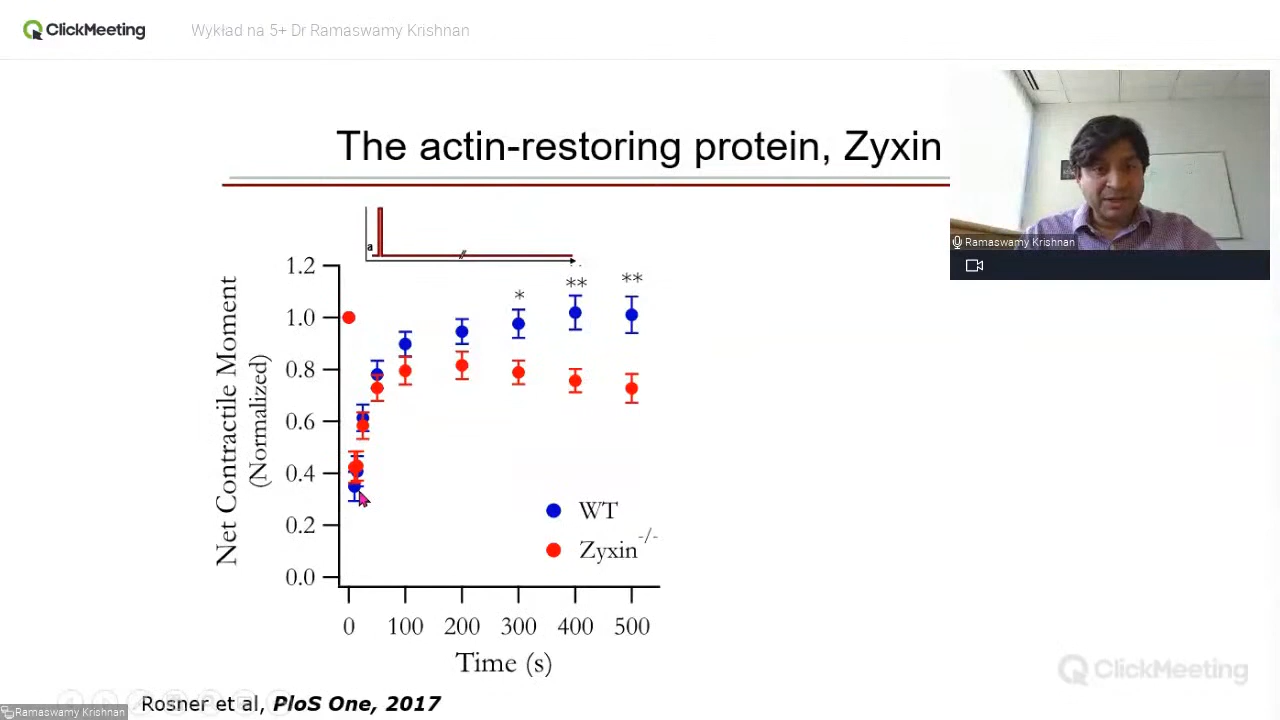 ClickMeeting
Wykład na 5+ Dr Ramaswamy Krishnan
The actin-restoring protein, Zyxin
Ramaswamy Krishnan
a
//
1.2
1.0
0.8
0.6
0.4
0.2
0.0
Net Contractile Moment
(Normalized)
*
**
**
WT
Zyxin-/-
0 100 200 300 400 500
Time (s)
ClickMeeting
Rosner et al, PloS One, 2017
Ramaswamy Krishnan